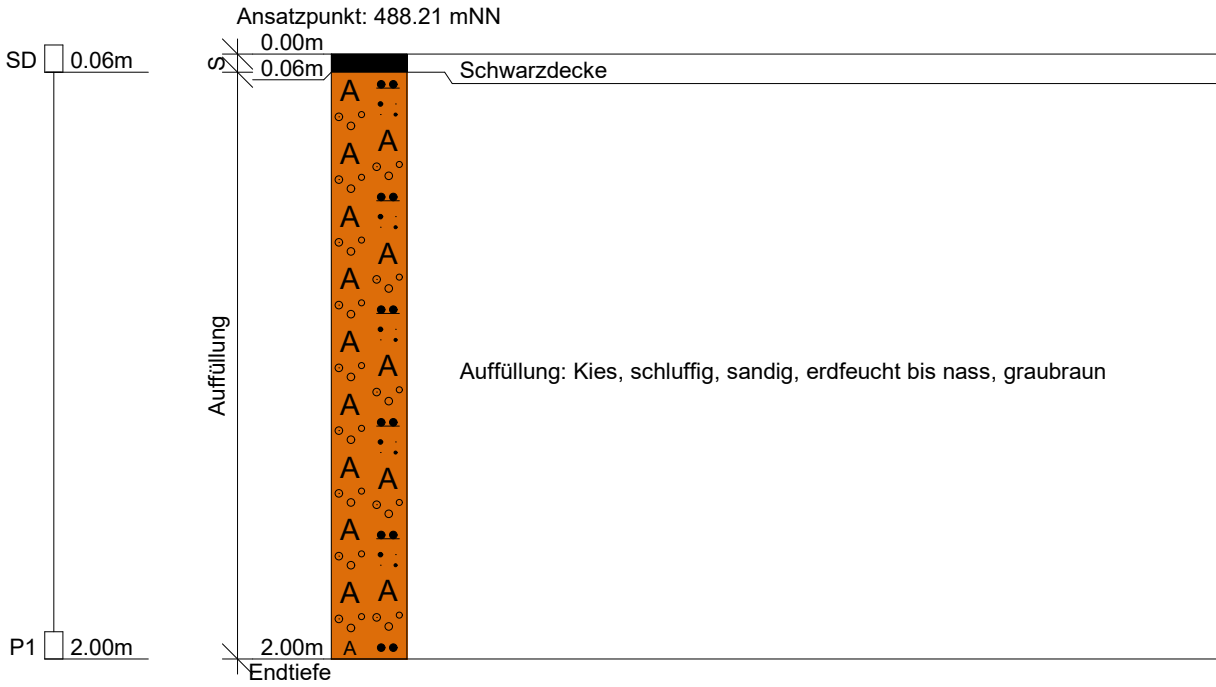 Ansatzpunkt: 488.21 mNN
0.00m
SD 0.06m
S
0.06m
Schwarzdecke
A
A
A
A
A
A
A
A
Auffüllung
A
Auffüllung: Kies, schluffig, sandig, erdfeucht bis nass, graubraun
A
A
A
A
A
A
P1 2.00m
2.00m
Endtiefe